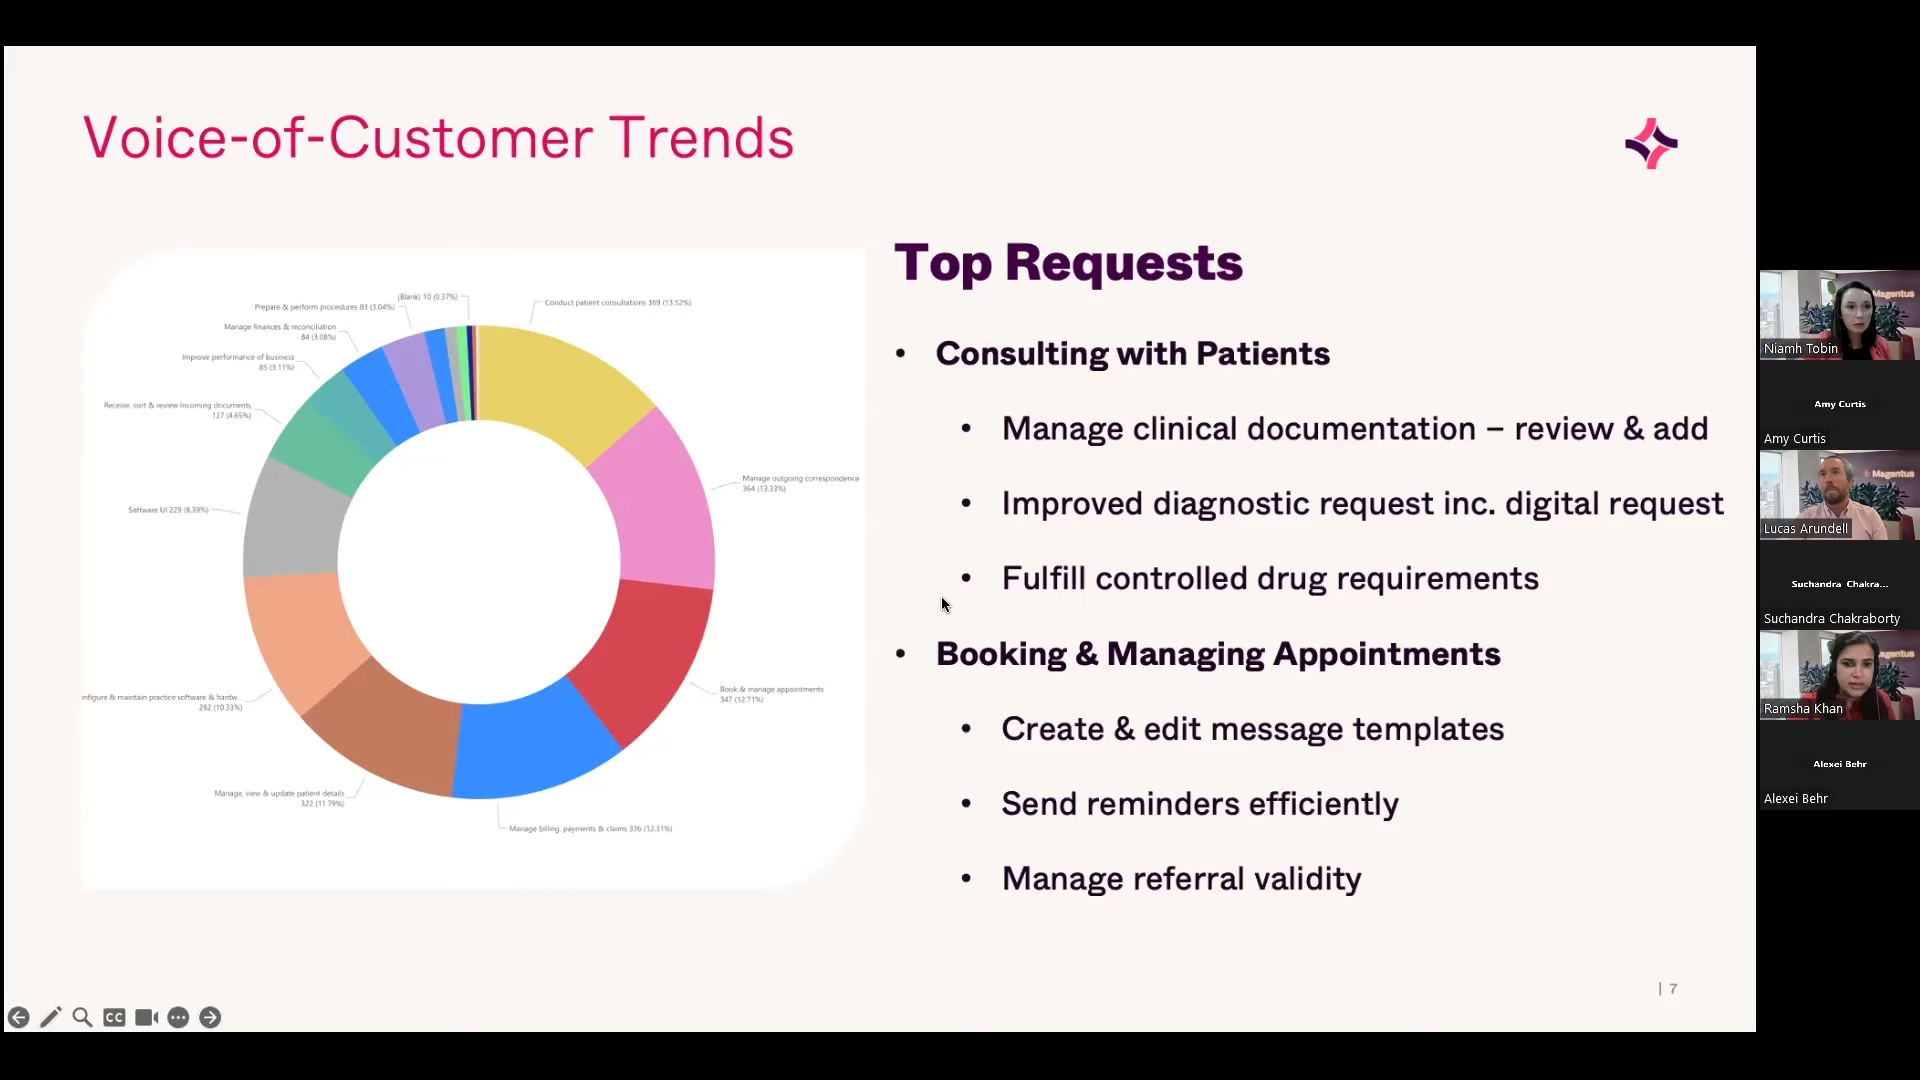 Voice-of-Customer Trends
(Blank) 10 (0.37%)
Conduct patient consultations 369 (13.52%)
Prepare & perform procedures 83 (3.04%)
Manage finances & reconciliation
84 (3.08%)
Improve performance of business
85 (3.11%)
Receive, sort & review incoming documents
127 (4.65%)
Manage outgoing correspondence
364 (13.33%)
Software UI 229 (8.39%)
Book & manage appointments
347 (12.71%)
nfigure & maintain practice software & hardw...
282 (10.33%)
Manage, view & update patient details
322 (11.79%)
Manage billing, payments & claims 336 (12.31%)
Top Requests
• Consulting with Patients
• Manage clinical documentation – review & add
• Improved diagnostic request inc. digital request
• Fulfill controlled drug requirements
• Booking & Managing Appointments
• Create & edit message templates
• Send reminders efficiently
• Manage referral validity
| 7
CC
Magentus
Niamh Tobin
Amy Curtis
Amy Curtis
Magentus
Lucas Arundell
Suchandra Chakra...
Suchandra Chakraborty
agentus
Ramsha Khan
Alexei Behr
Alexei Behr